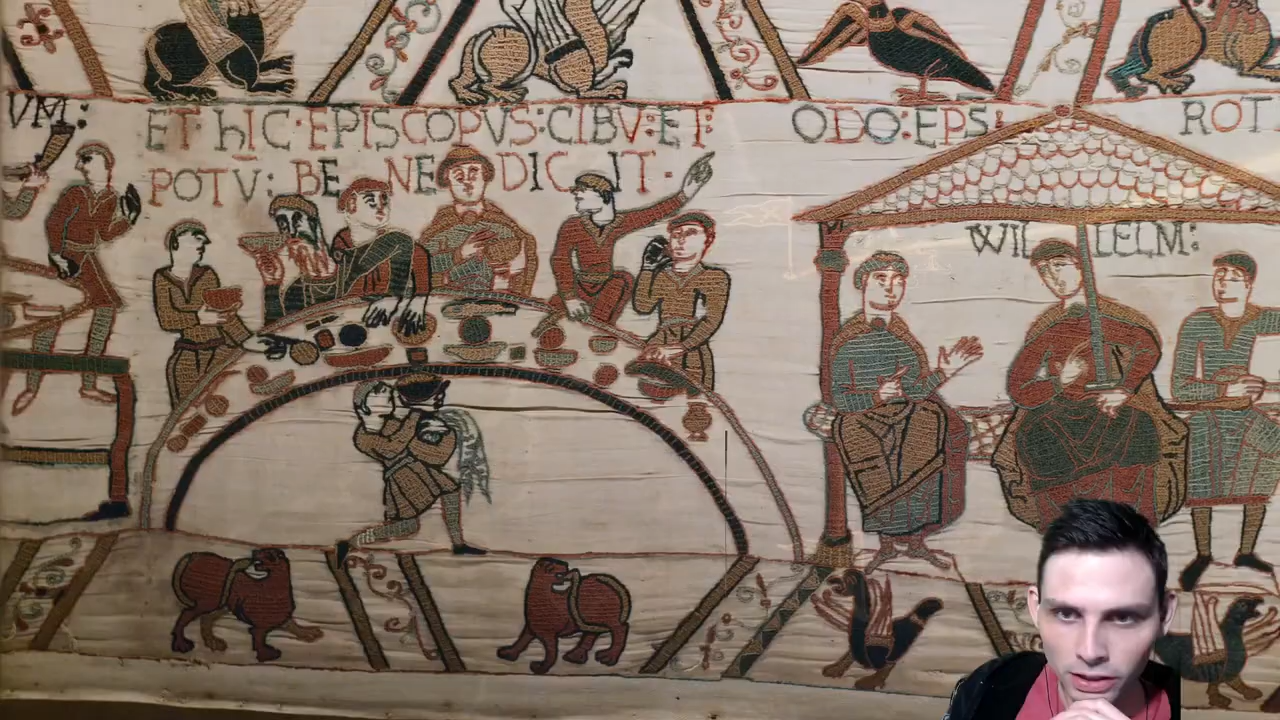 VM:
ET· hIC·EPISCOPVS:CIBV:ET:
POTV̄: BE NE DIC IT·
ODO:EPS:
ROT
WIL LELM: